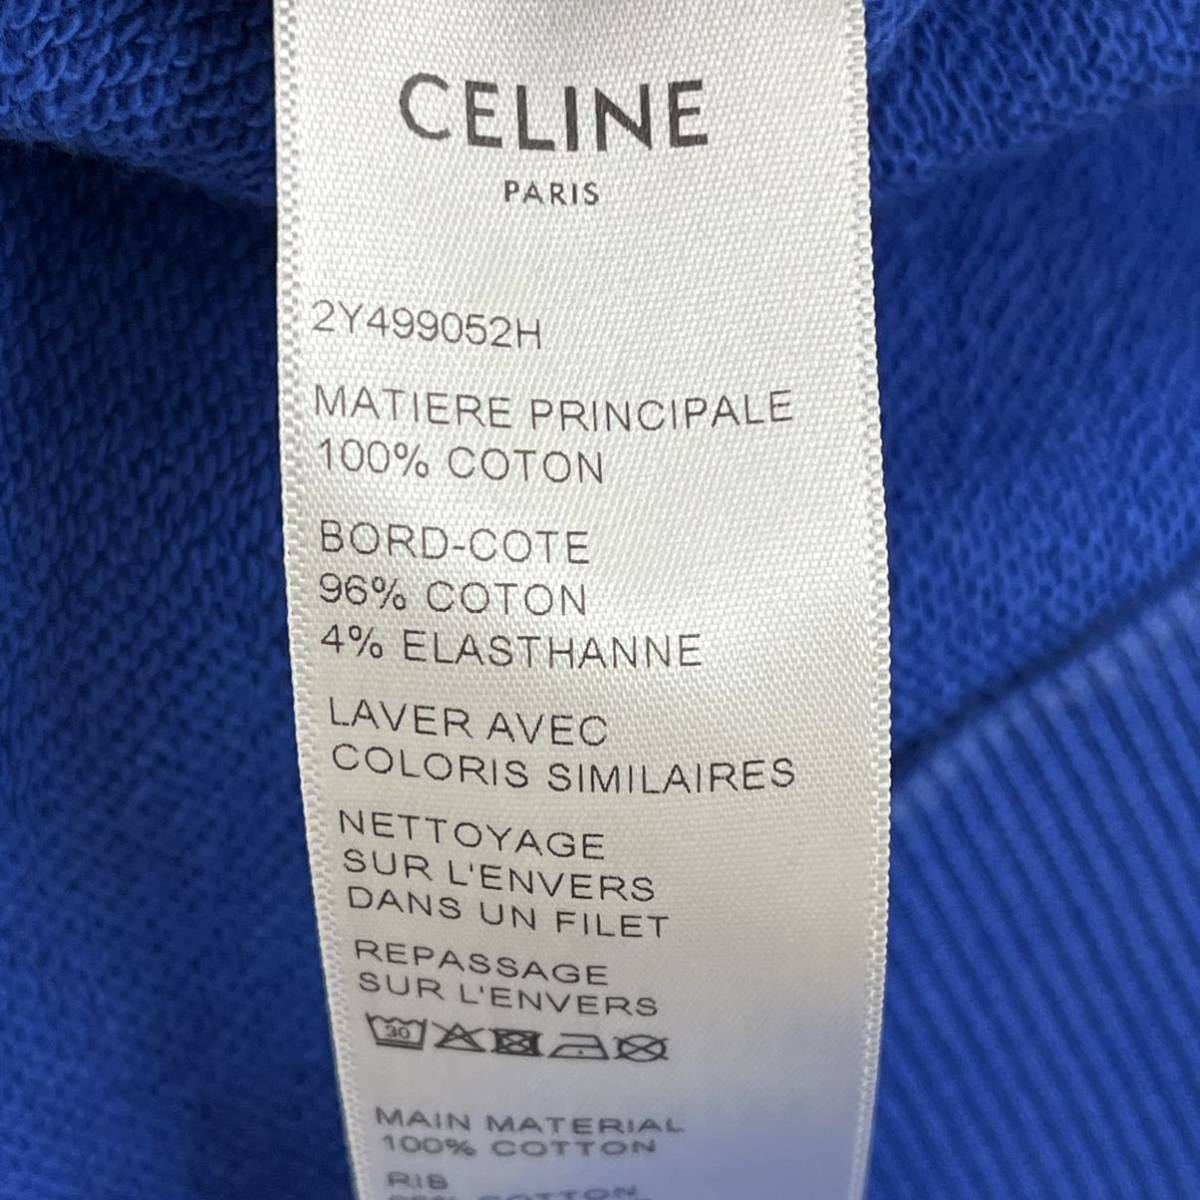 CELINE
PARIS
2Y499052H
MATIERE PRINCIPALE
100% COTON
BORD-COTE
96% COTON
4% ELASTHANNE
LAVER AVEC
COLORIS SIMILAIRES
NETTOYAGE
SUR L'ENVERS
DANS UN FILET
REPASSAGE
SUR L'ENVERS
30
MAIN MATERIAL
100% COTTON
RIB
COTTON